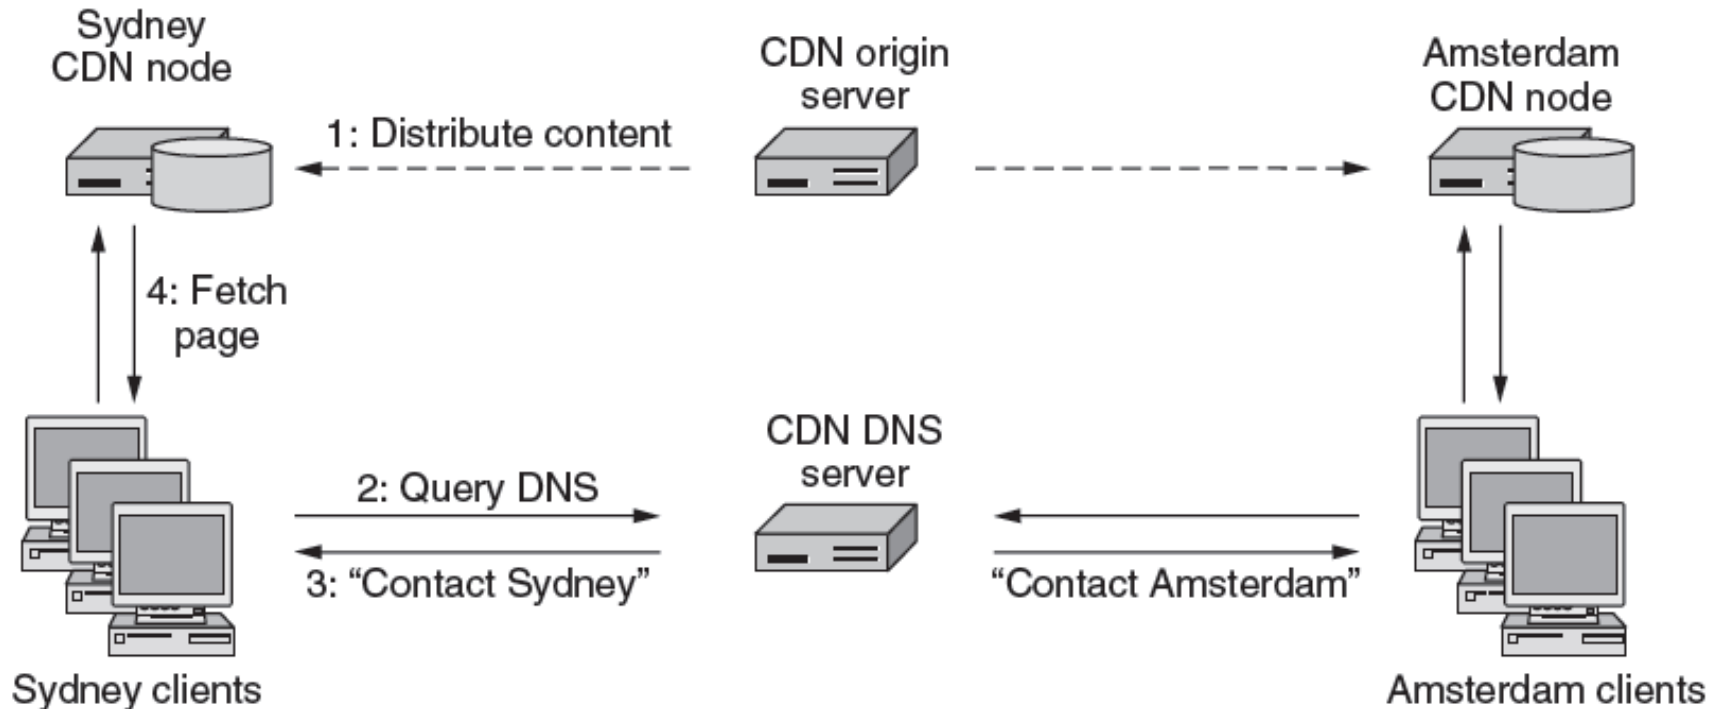 Sydney
CDN node
CDN origin
server
Amsterdam
CDN node
1: Distribute content
4: Fetch
page
CDN DNS
server
2: Query DNS
3: “Contact Sydney”
“Contact Amsterdam”
Sydney clients
Amsterdam clients